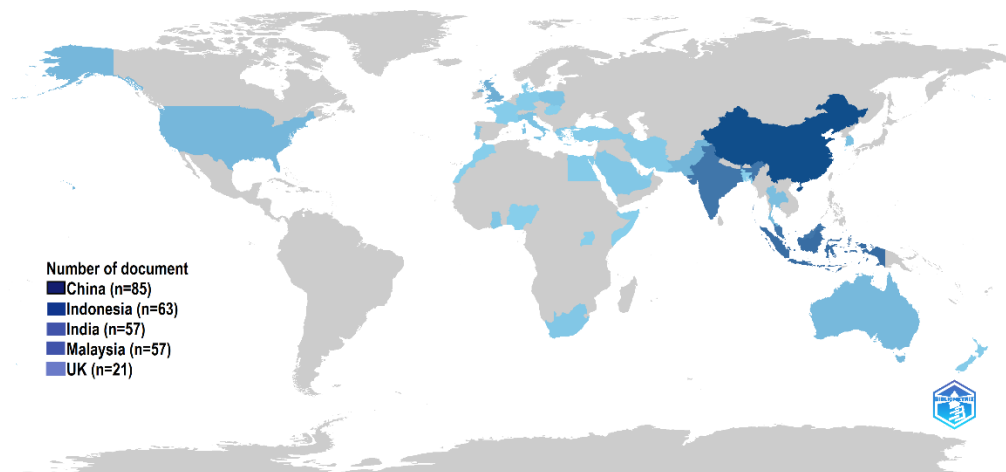 Number of document
China (n=85)
Indonesia (n=63)
India (n=57)
Malaysia (n=57)
UK (n=21)
BIBLIOMETRIX